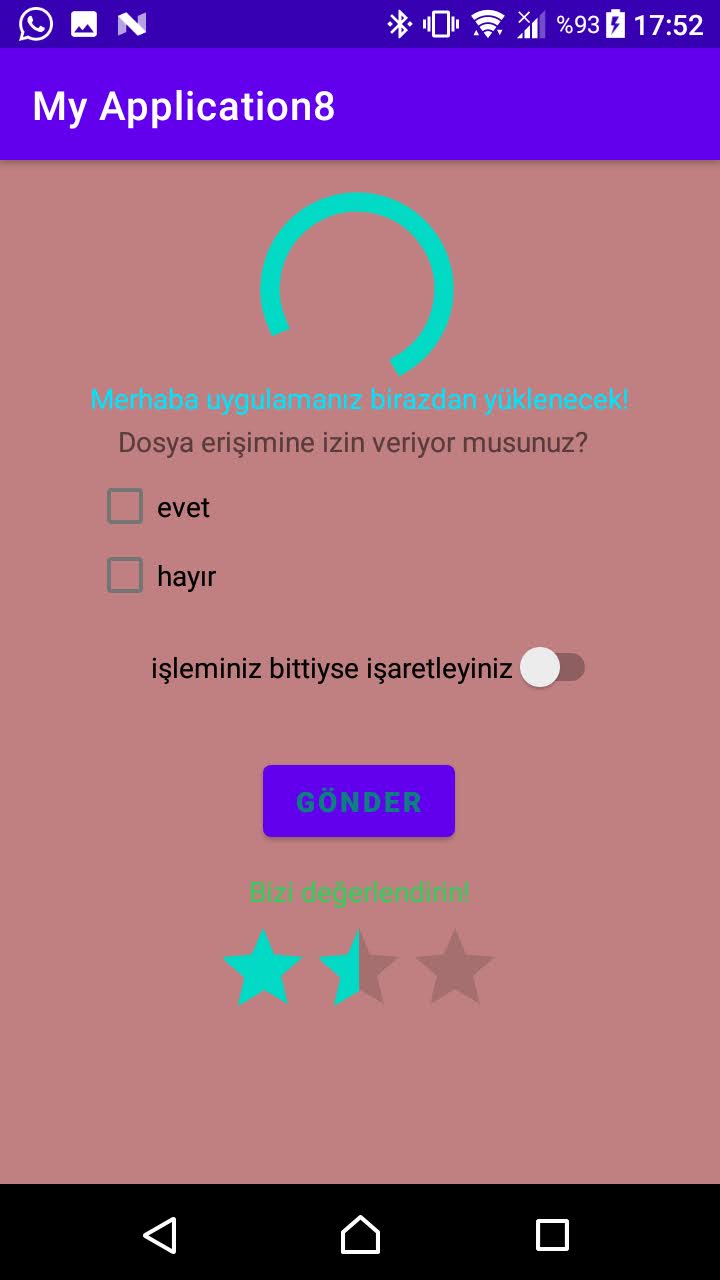 %93 17:52
My Application8
Merhaba uygulamanız birazdan yüklenecek!
Dosya erişimine izin veriyor musunuz?
evet
hayır
işleminiz bittiyse işaretleyiniz
GÖNDER
Bizi değerlendirin!